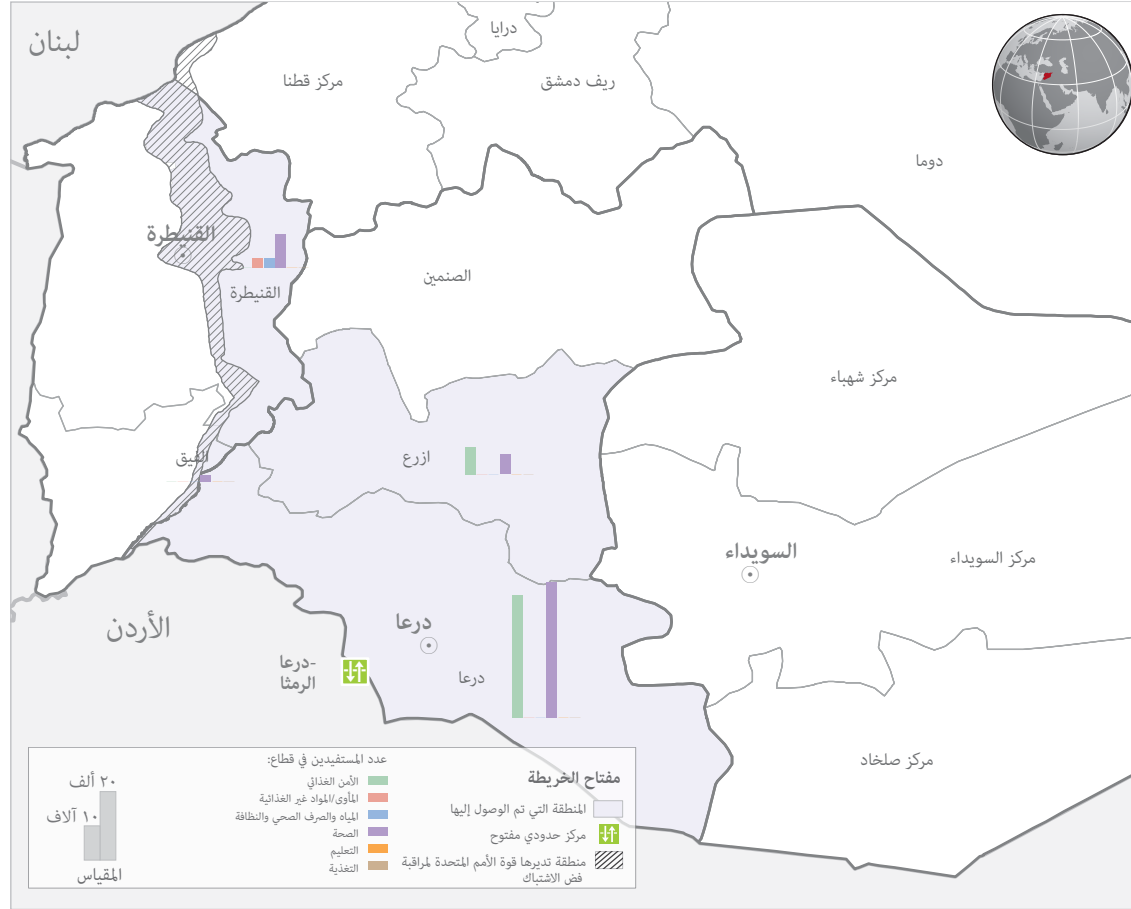 لبنان
درايا
مركز قطنا
ريف دمشق
دوما
القنيطرة
الصنمين
القنيطرة
مركز شهباء
ازرع
الفيق
السويداء
مركز السويداء
الأردن
درعا
درعا-
الرمثا
درعا
مركز صلخاد
مفتاح الخريطة
المنطقة التي تم الوصول إليها
مركز حدودي مفتوح
منطقة تديرها قوة الأمم المتحدة لمراقبة
فض الاشتباك
عدد المستفيدين في قطاع:
الأمن الغذائي
المأوى/المواد غير الغذائية
المياه والصرف الصحي والنظافة
الصحة
التعليم
التغذية
٢٠ ألف
١٠ آلاف
المقياس